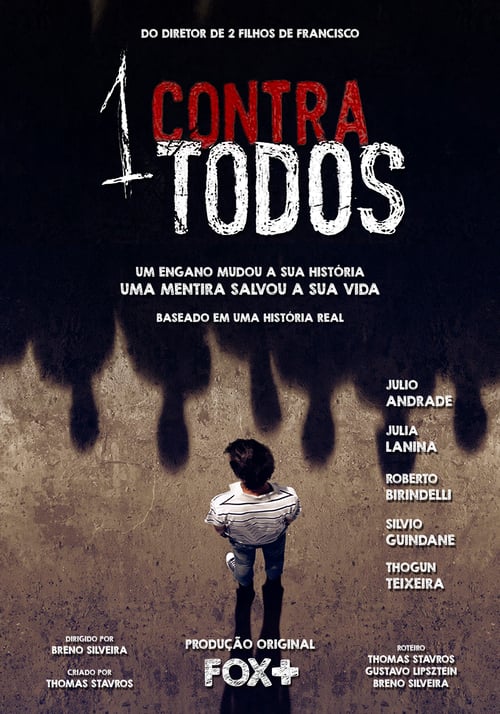 DO DIRETOR DE 2 FILHOS DE FRANCISCO
1 CONTRA
TODOS
UM ENGANO MUDOU A SUA HISTÓRIA
UMA MENTIRA SALVOU A SUA VIDA
BASEADO EM UMA HISTÓRIA REAL
JULIO
ANDRADE
JULIA
LANINA
ROBERTO
BIRINDELLI
SILVIO
GUINDANE
THOGUN
TEIXEIRA
DIRIGIDO POR
BRENO SILVEIRA
CRIADO POR
THOMAS STAVROS
PRODUÇÃO ORIGINAL
FOX+
ROTEIRO
THOMAS STAVROS
GUSTAVO LIPSZTEIN
BRENO SILVEIRA